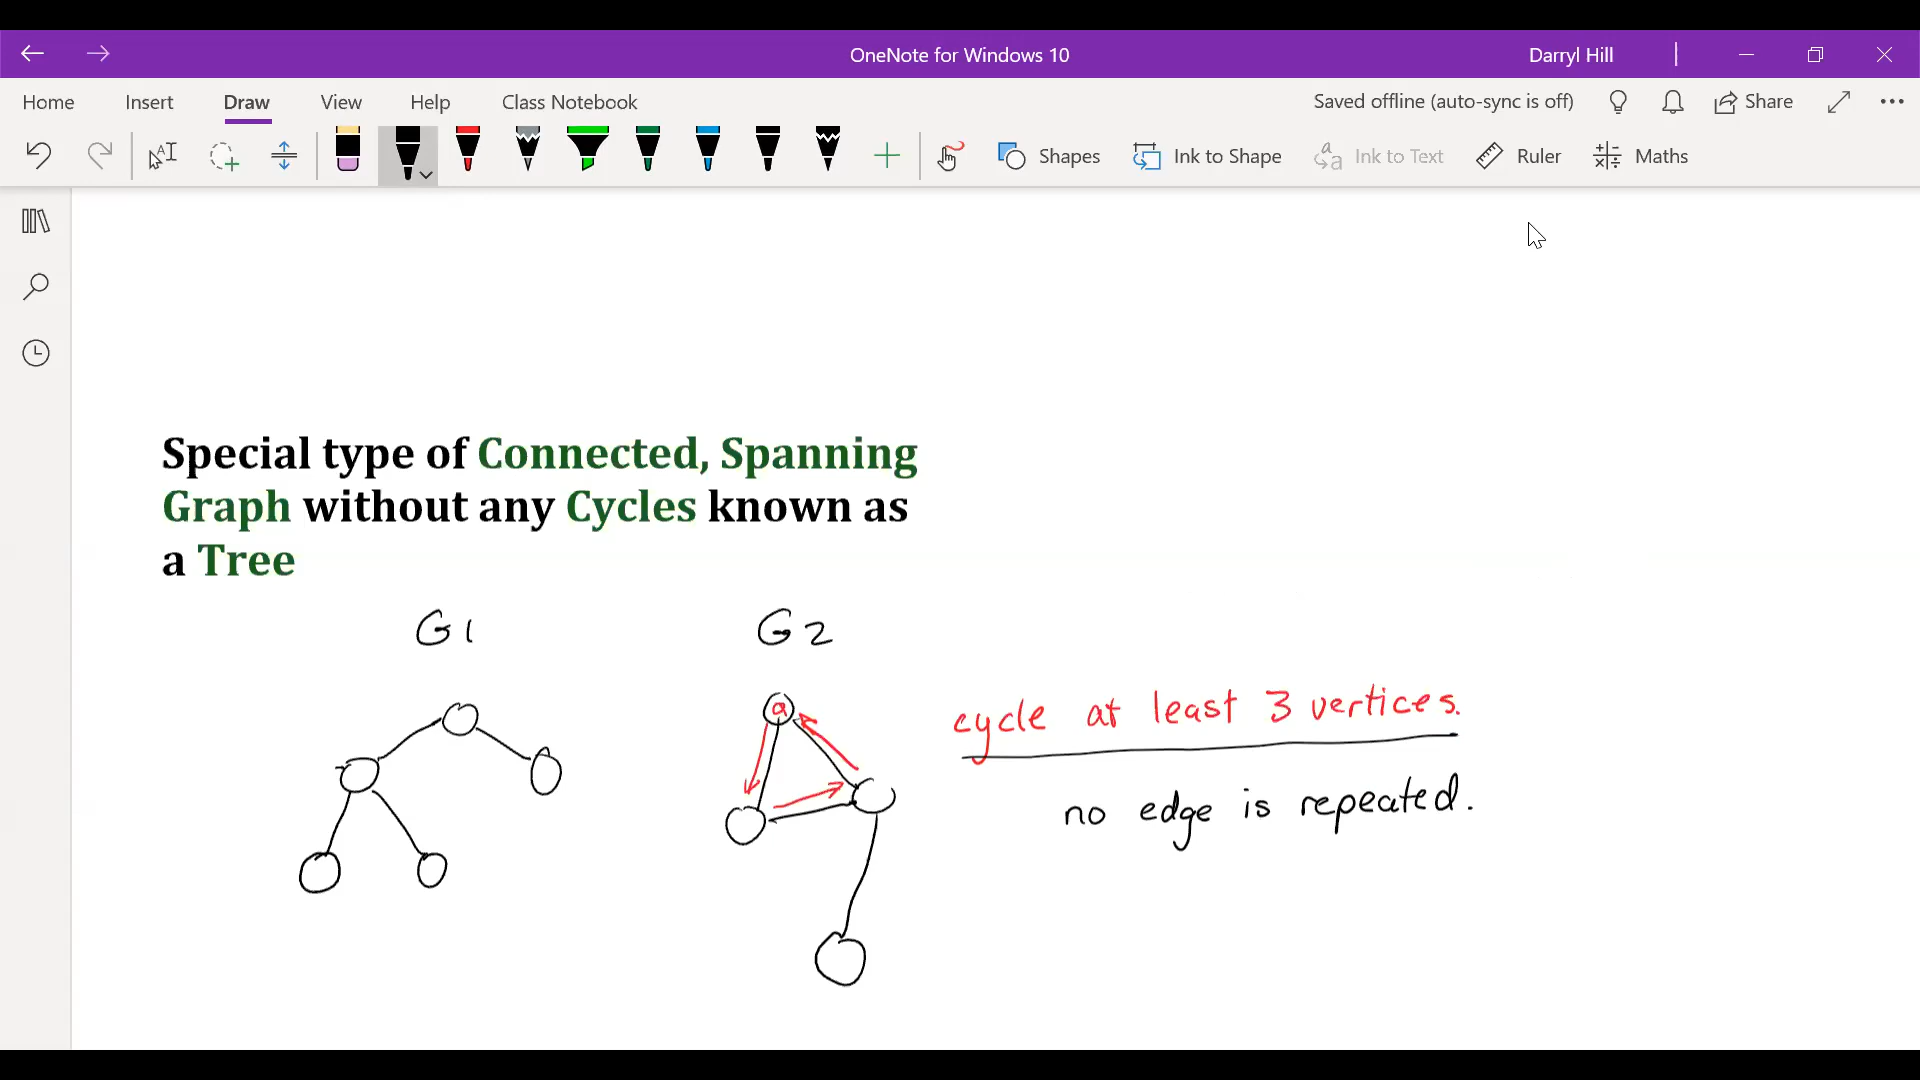 OneNote for Windows 10
Darryl Hill
Home Insert Draw View Help Class Notebook
Saved offline (auto-sync is off) Share
Shapes Ink to Shape Ink to Text Ruler Maths
Special type of Connected, Spanning
Graph without any Cycles known as
a Tree
G1 G2
a
cycle at least 3 vertices.
no edge is repeated.